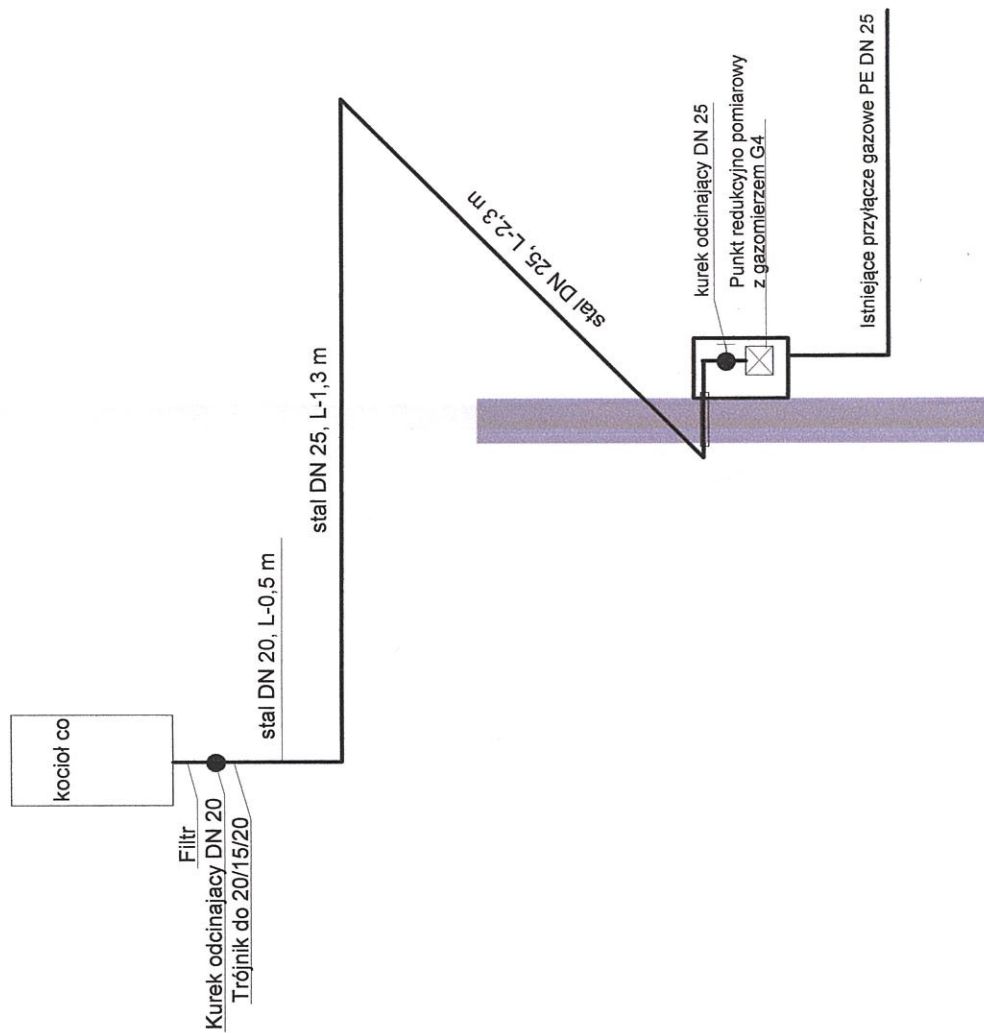 kocioł co
Filtr
Kurek odcinajacy DN 20
Trójnik do 20/15/20
stal DN 20, L-0,5 m
stal DN 25, L-1,3 m
stal DN 25, L-2,3 m
kurek odcinający DN 25
Punkt redukcyjno pomiarowy
z gazomierzem G4
Istniejące przyłącze gazowe PE DN 25